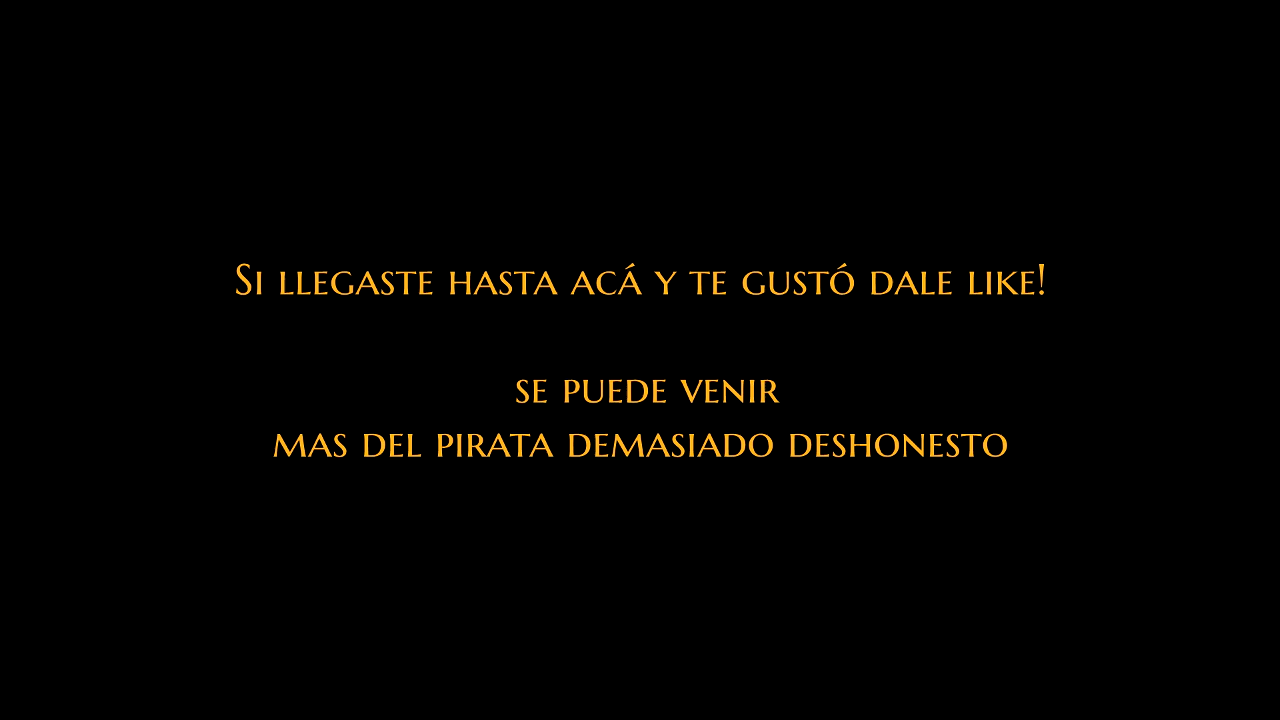 Si llegaste hasta acá y te gustó dale like!
se puede venir
mas del pirata demasiado deshonesto